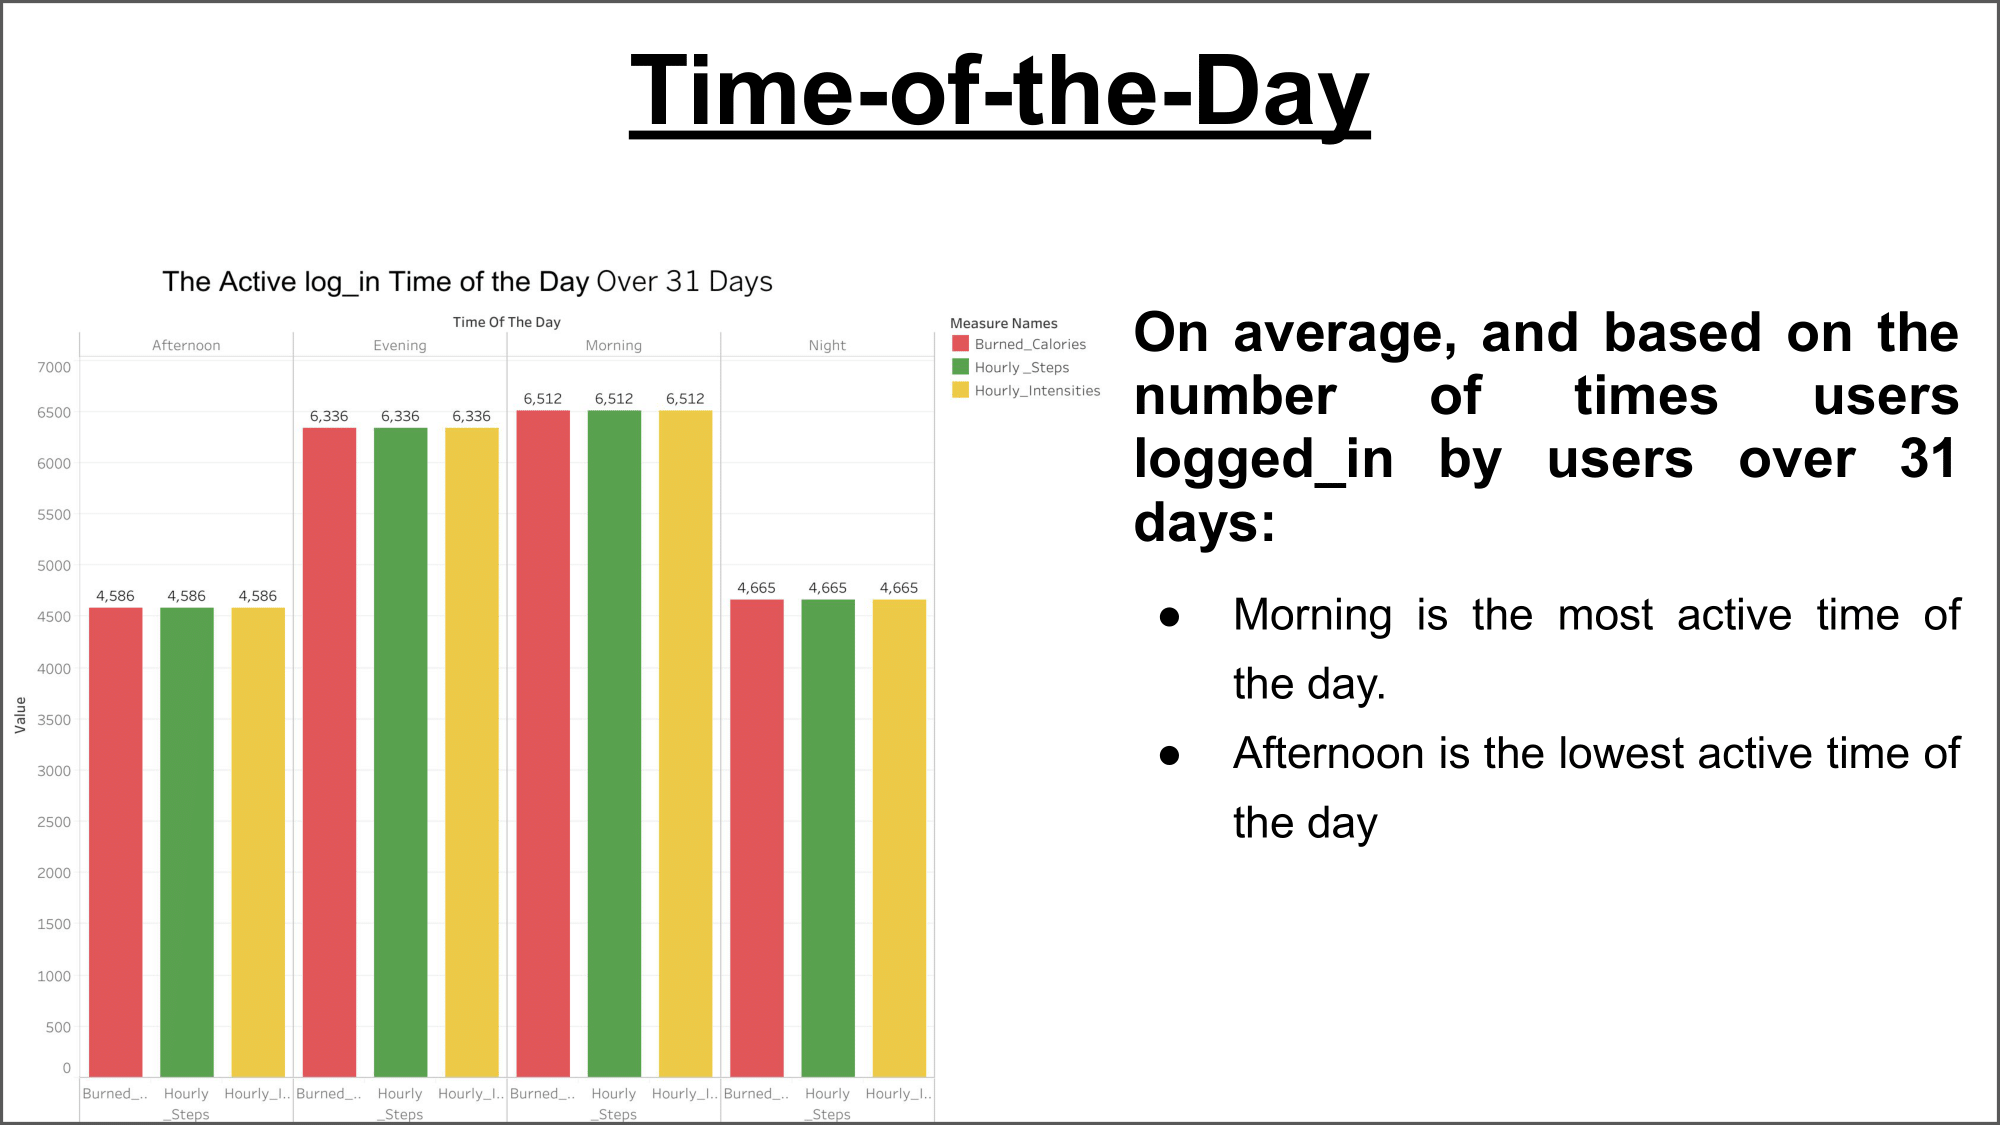 Time-of-the-Day
The Active log_in Time of the Day Over 31 Days
Time Of The Day
Afternoon Evening Morning Night
Measure Names
Burned_Calories
Hourly _Steps
Hourly_Intensities
Value
7000
6500
6000
5500
5000
4500
4000
3500
3000
2500
2000
1500
1000
500
0
4,586 4,586 4,586
6,336 6,336 6,336
6,512 6,512 6,512
4,665 4,665 4,665
Burned_.. Hourly Hourly_I.. Burned_.. Hourly Hourly_I.. Burned_.. Hourly Hourly_I.. Burned_.. Hourly Hourly_I..
_Steps _Steps _Steps _Steps
On average, and based on the
number of times users
logged_in by users over 31
days:
● Morning is the most active time of
the day.
● Afternoon is the lowest active time of
the day